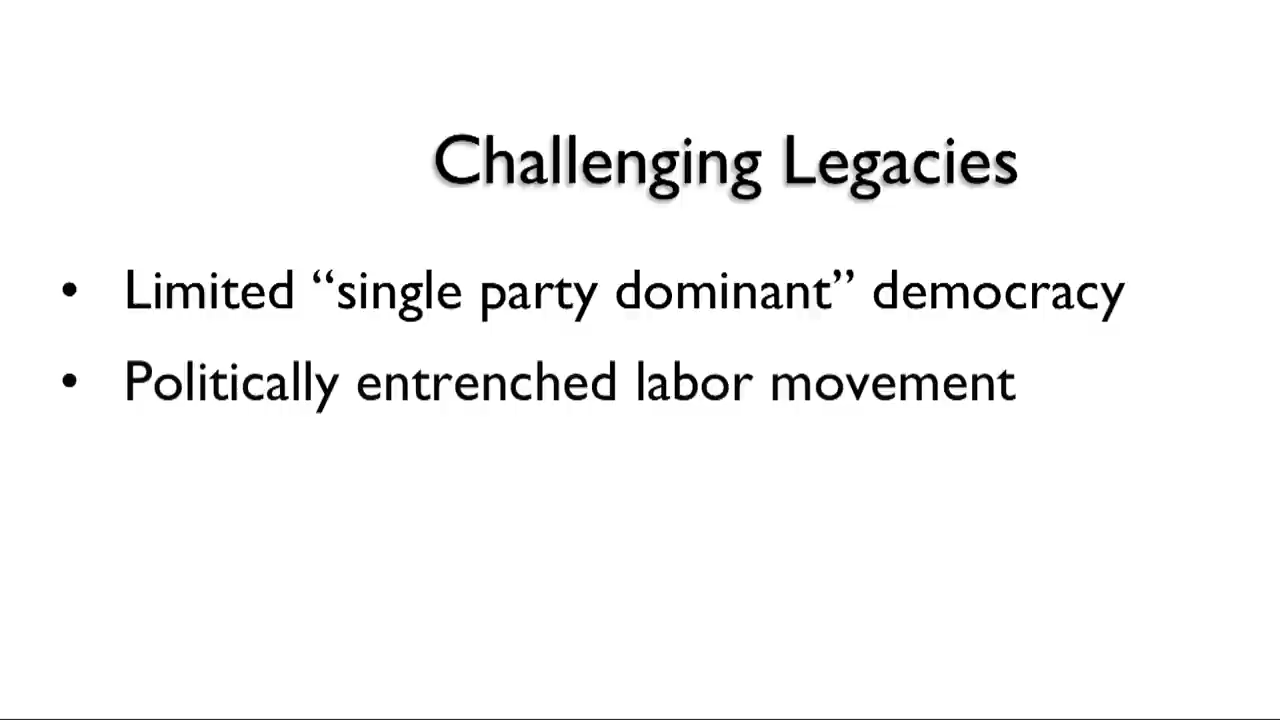 Challenging Legacies
• Limited “single party dominant” democracy
• Politically entrenched labor movement